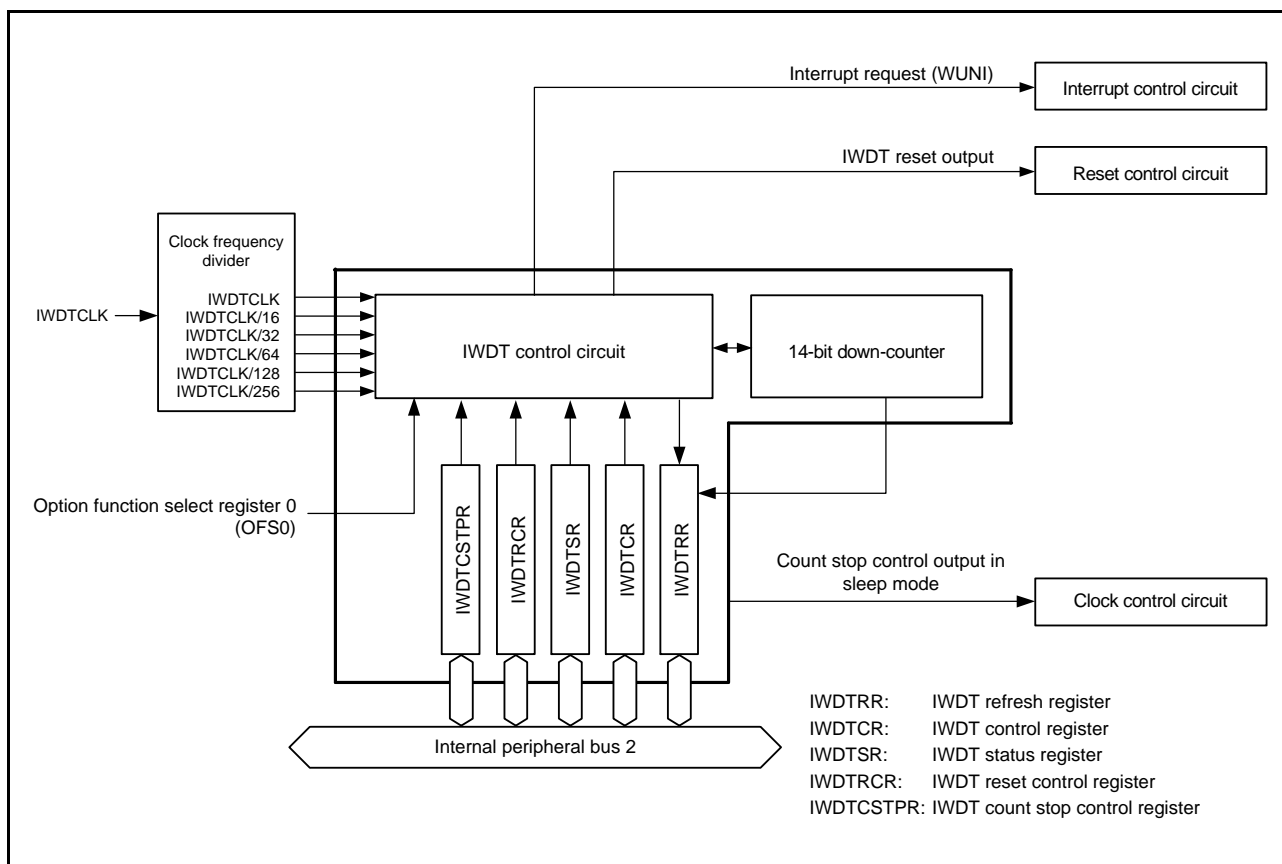 Interrupt request (WUNI)
Interrupt control circuit
IWDT reset output
Reset control circuit
Clock frequency
divider
IWDTCLK
IWDTCLK
IWDTCLK/16
IWDTCLK/32
IWDTCLK/64
IWDTCLK/128
IWDTCLK/256
IWDT control circuit
14-bit down-counter
Option function select register 0
(OFS0)
IWDTCSTPR
IWDTRCR
IWDTSR
IWDTCR
IWDTRR
Count stop control output in
sleep mode
Clock control circuit
Internal peripheral bus 2
IWDTRR: IWDT refresh register
IWDTCR: IWDT control register
IWDTSR: IWDT status register
IWDTRCR: IWDT reset control register
IWDTCSTPR: IWDT count stop control register